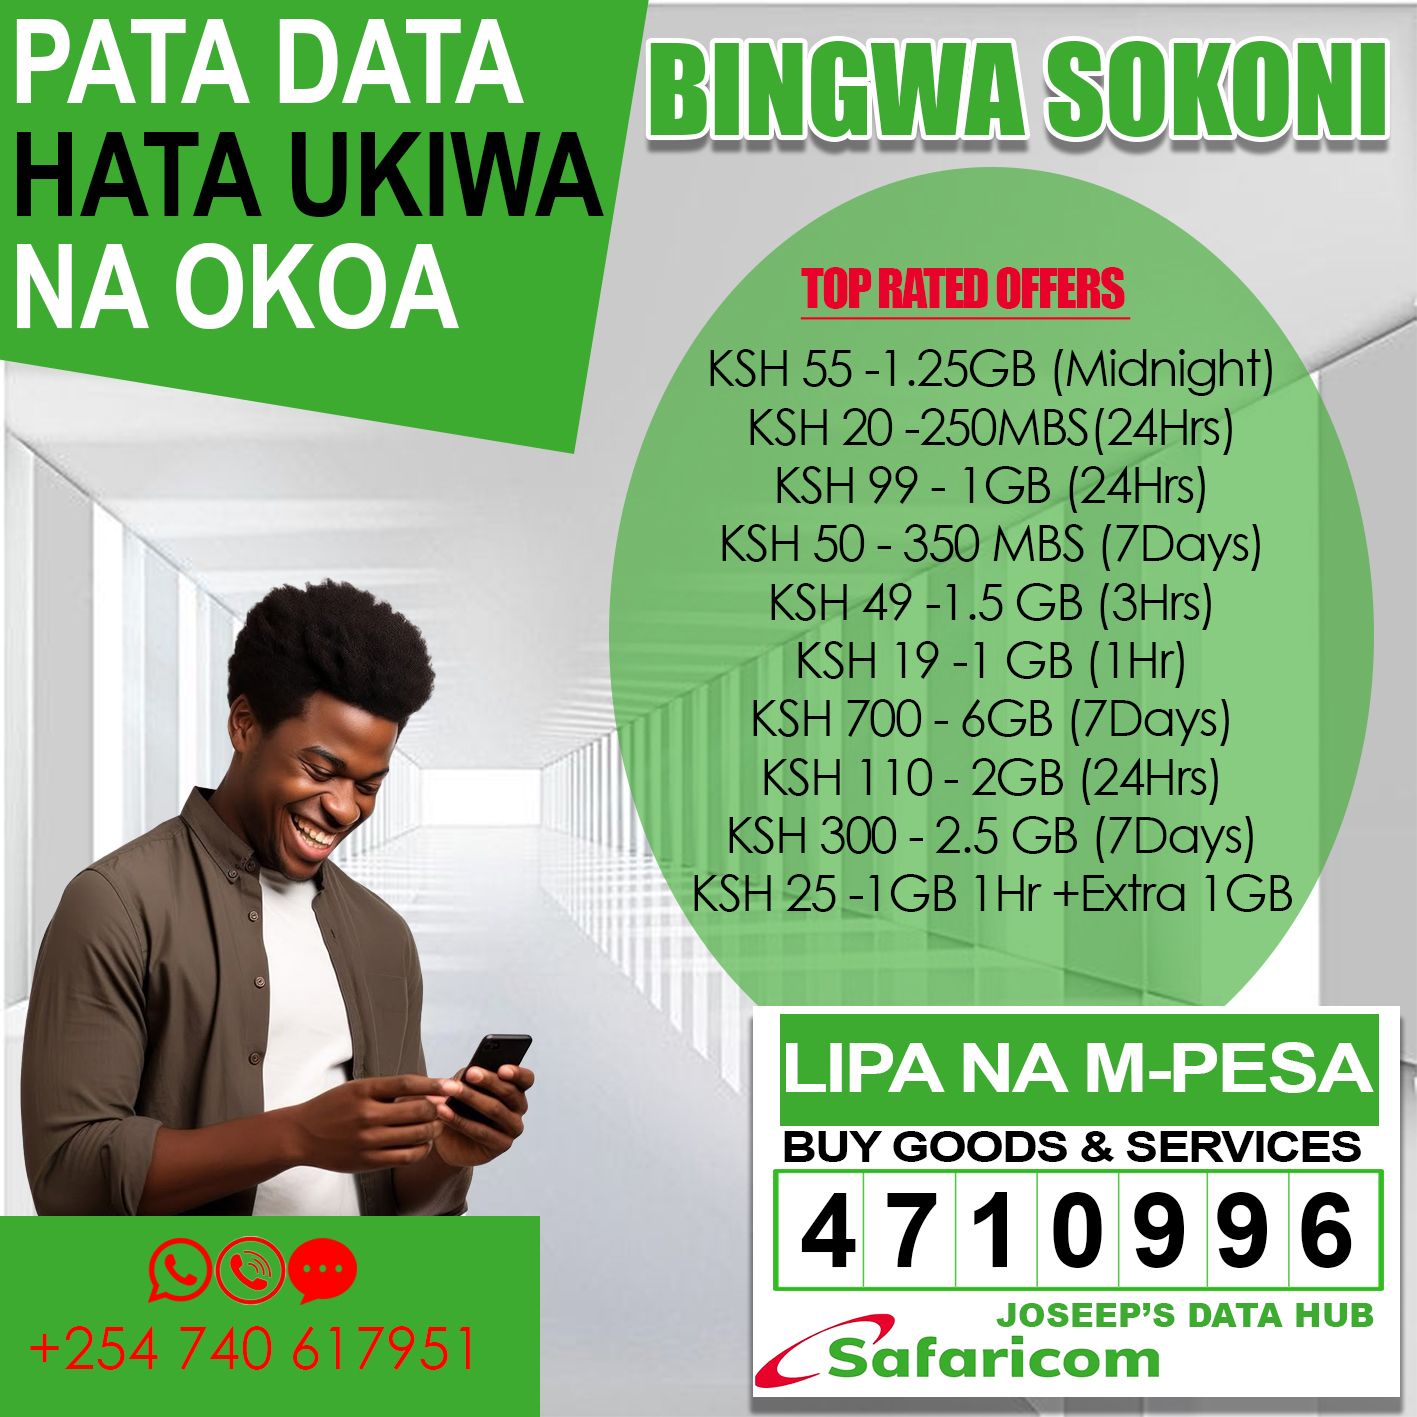 PATA DATA
HATA UKIWA
NA OKOA
BINGWA SOKONI
TOP RATED OFFERS
KSH 55 -1.25GB (Midnight)
KSH 20 -250MBS(24Hrs)
KSH 99 - 1GB (24Hrs)
KSH 50 - 350 MBS (7Days)
KSH 49 -1.5 GB (3Hrs)
KSH 19 -1 GB (1Hr)
KSH 700 - 6GB (7Days)
KSH 110 - 2GB (24Hrs)
KSH 300 - 2.5 GB (7Days)
KSH 25 -1GB 1Hr +Extra 1GB
LIPA NA M-PESA
BUY GOODS & SERVICES
4710996
JOSEEP'S DATA HUB
Safaricom
+254 740 617951